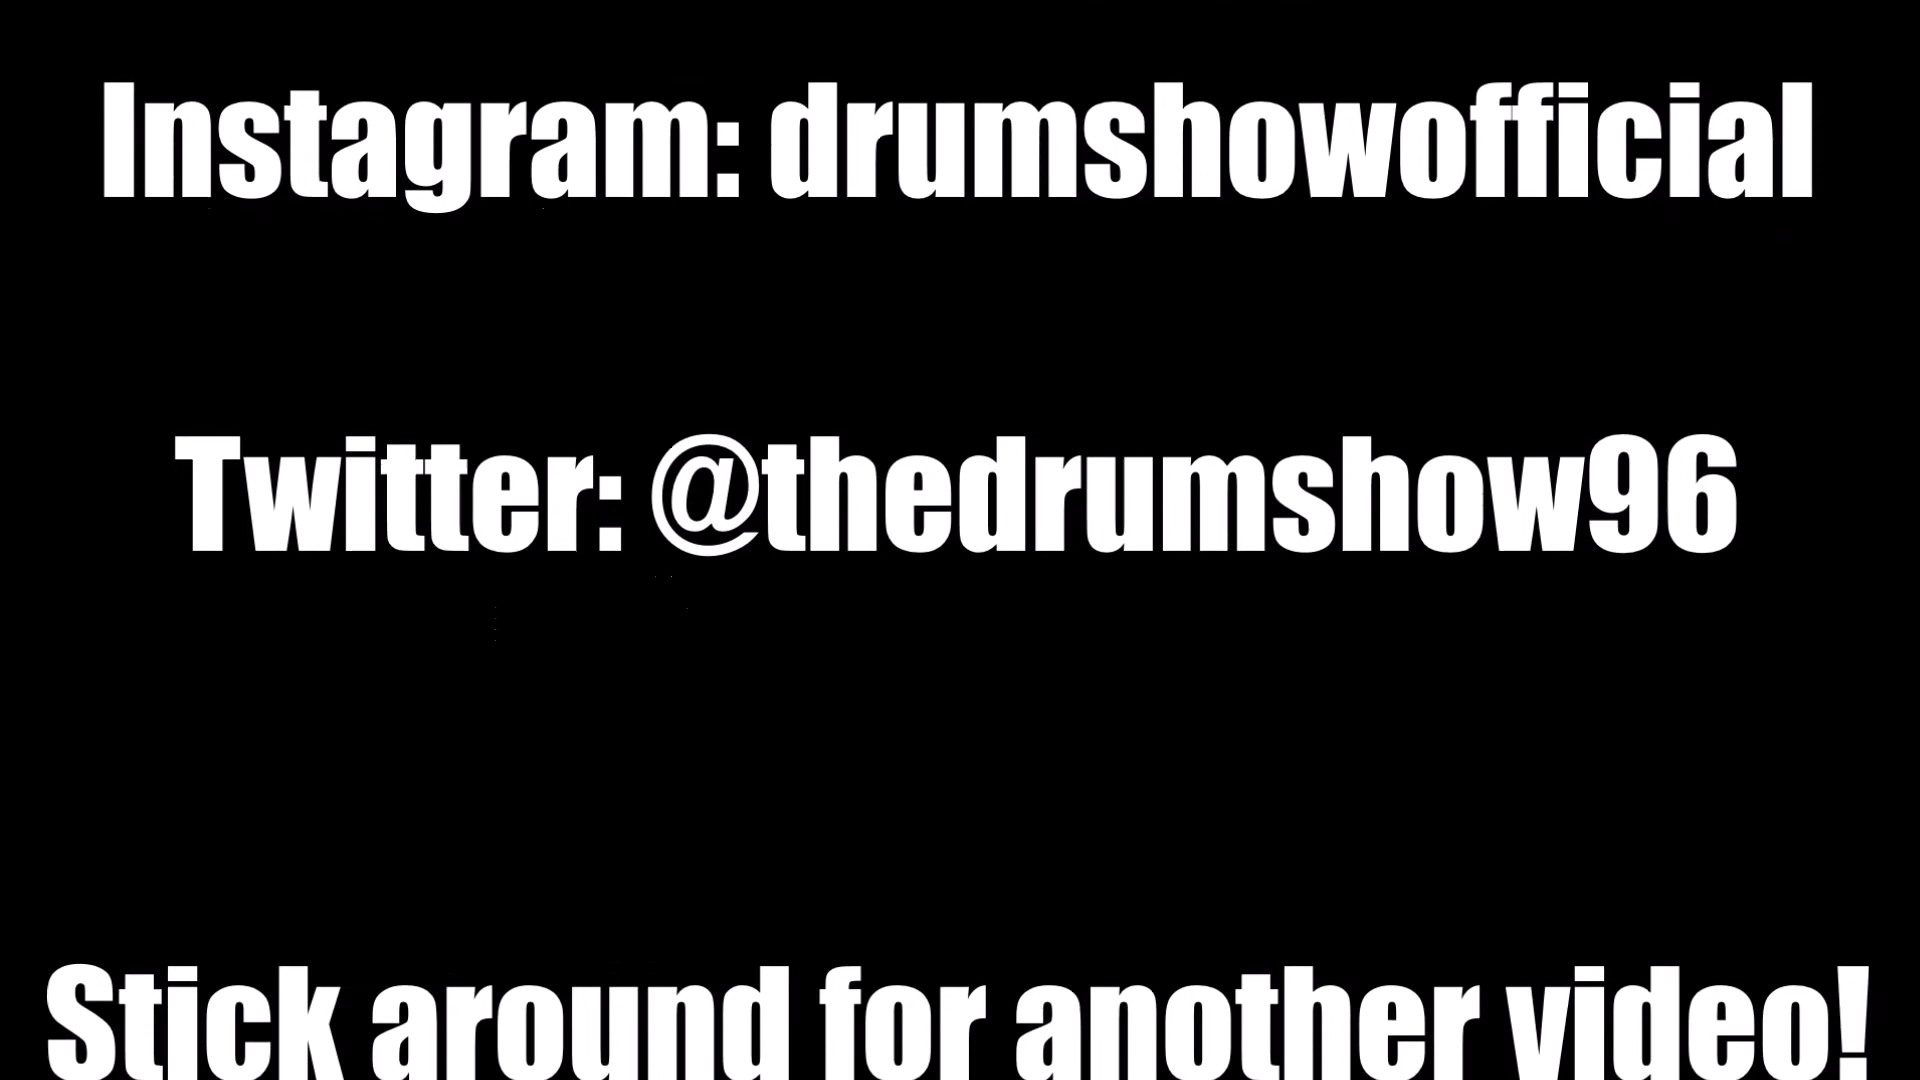 Instagram: drumshowofficial
Twitter: @thedrumshow96
Stick around for another video!